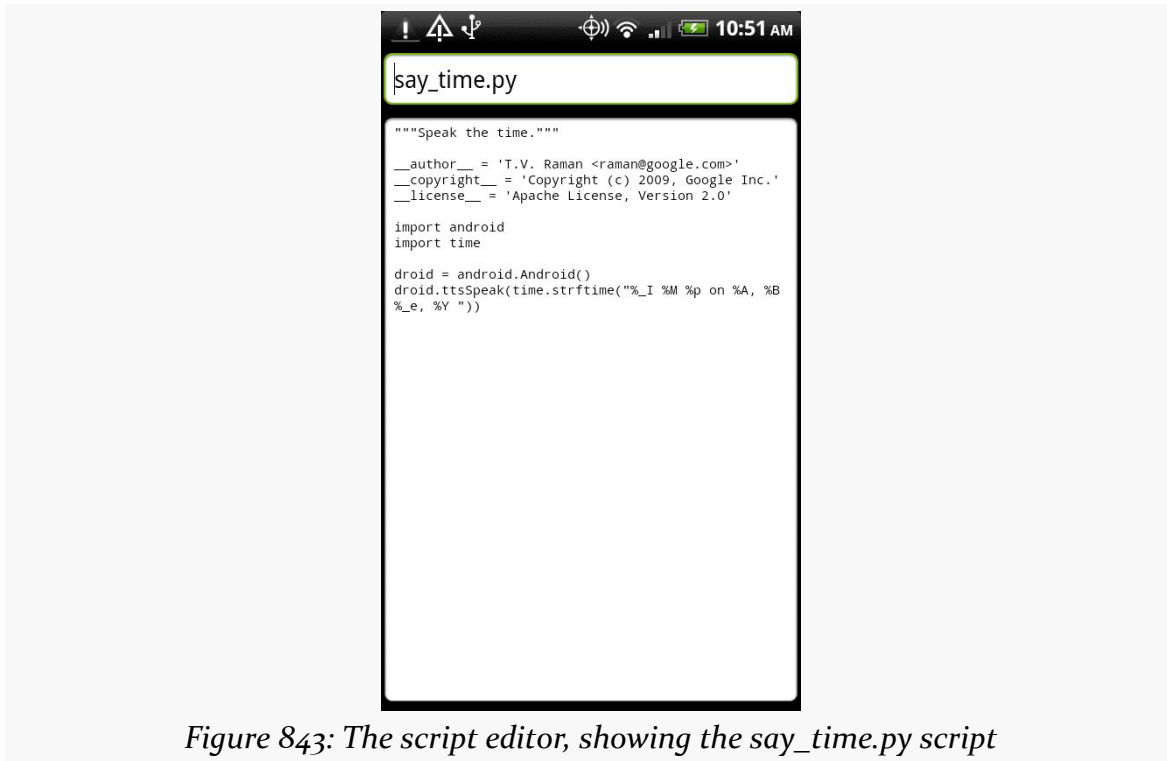 10:51 AM
say_time.py
"""Speak the time."""
__author__ = 'T.V. Raman <raman@google.com>'
__copyright__ = 'Copyright (c) 2009, Google Inc.'
__license__ = 'Apache License, Version 2.0'
import android
import time
droid = android.Android()
droid.ttsSpeak(time.strftime("%_I %M %p on %A, %B
%_e, %Y "))
Figure 843: The script editor, showing the say_time.py script